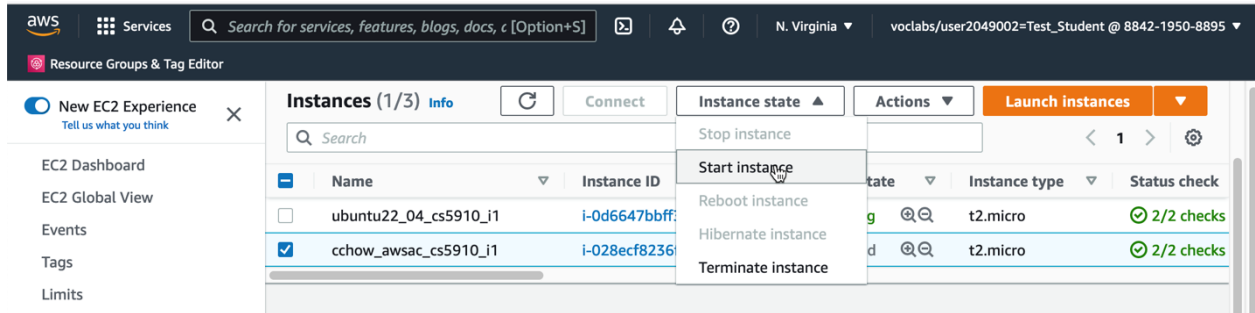 aws Services Search for services, features, blogs, docs, c [Option+S] N. Virginia ▼ voclabs/user2049002=Test_Student @ 8842-1950-8895 ▼
Resource Groups & Tag Editor
New EC2 Experience
Tell us what you think
EC2 Dashboard
EC2 Global View
Events
Tags
Limits
Instances (1/3) Info Connect Instance state ▲ Actions ▼ Launch instances ▼
Search 1
Name Instance ID tate Instance type Status check
ubuntu22_04_cs5910_i1 i-0d6647bbff g t2.micro 2/2 checks
cchow_awsac_cs5910_i1 i-028ecf8236 d t2.micro 2/2 checks
Stop instance
Start instance
Reboot instance
Hibernate instance
Terminate instance